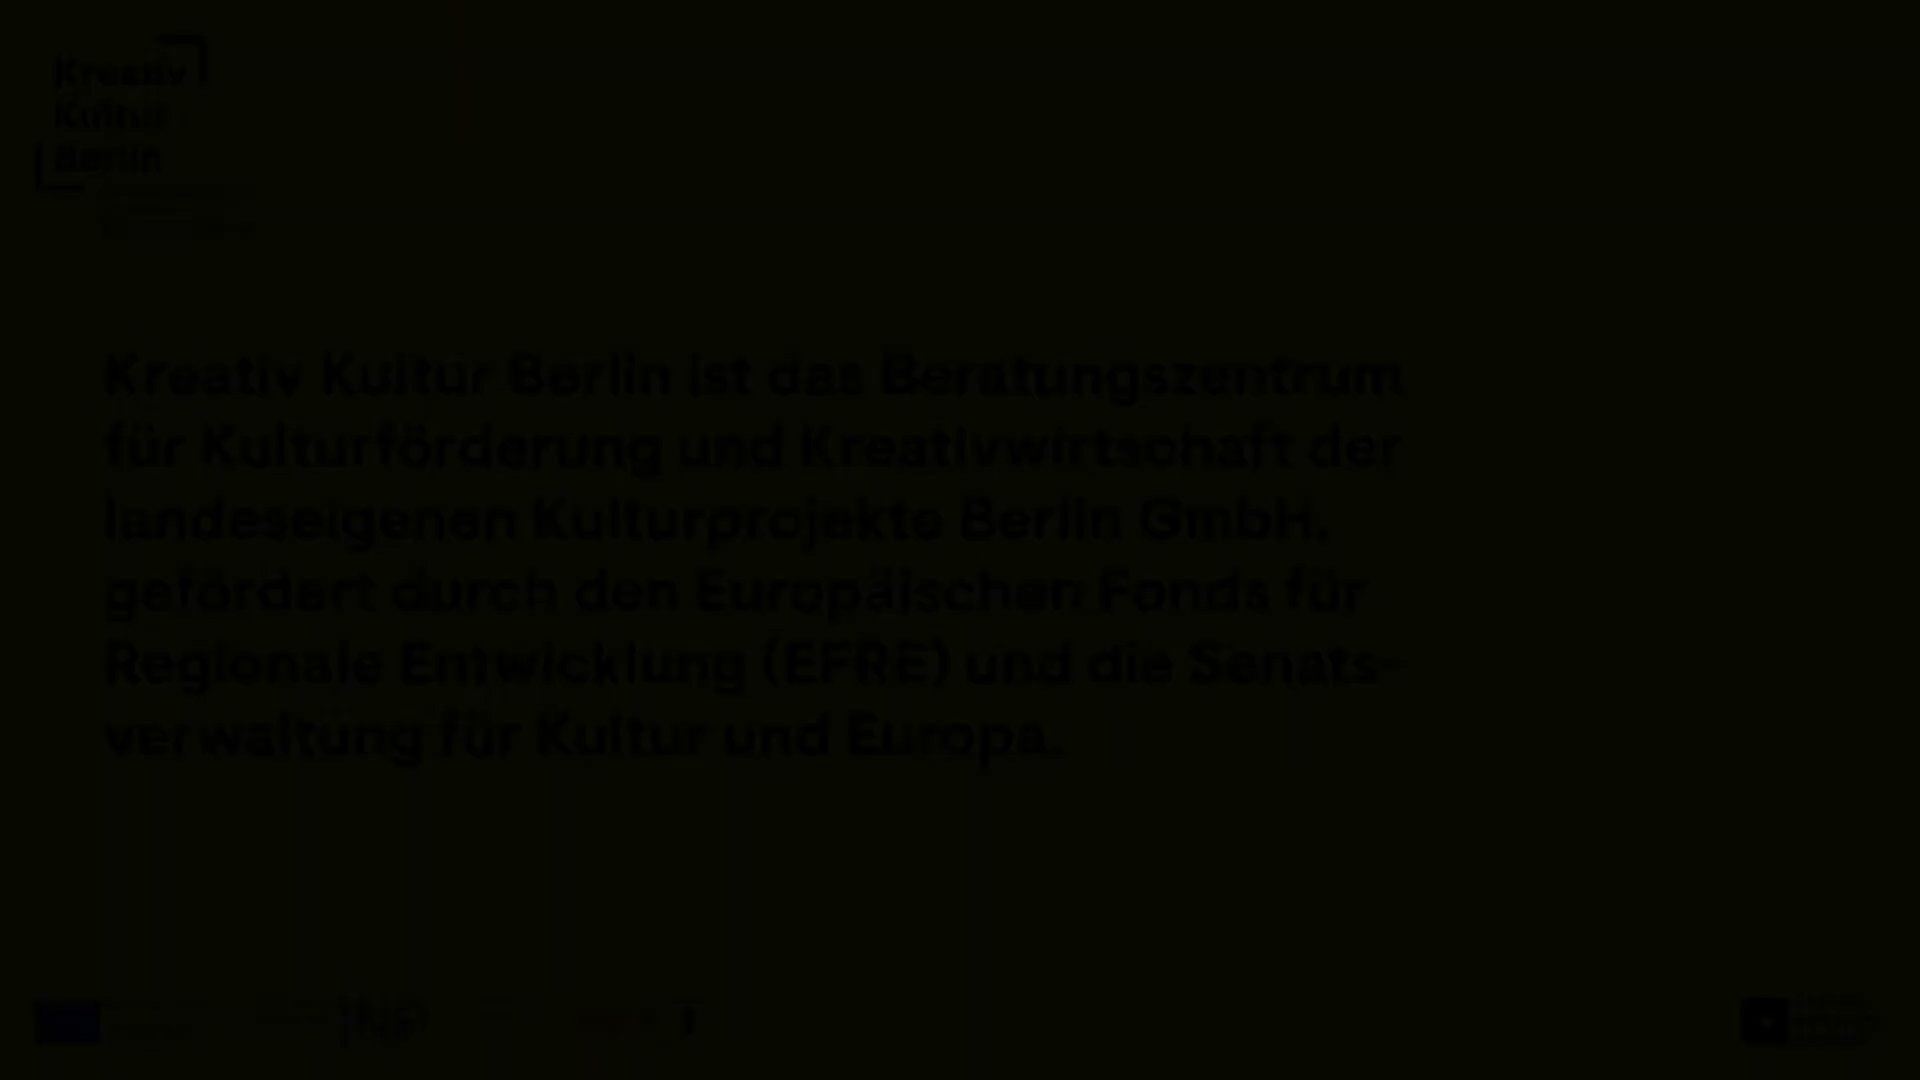 Kreativ
Kultur
Berlin
Kreativ Kultur Berlin ist das Beratungszentrum
für Kulturförderung und Kreativwirtschaft der
landeseigenen Kulturprojekte Berlin GmbH,
gefördert durch den Europäischen Fonds für
Regionale Entwicklung (EFRE) und die Senats-
verwaltung für Kultur und Europa.